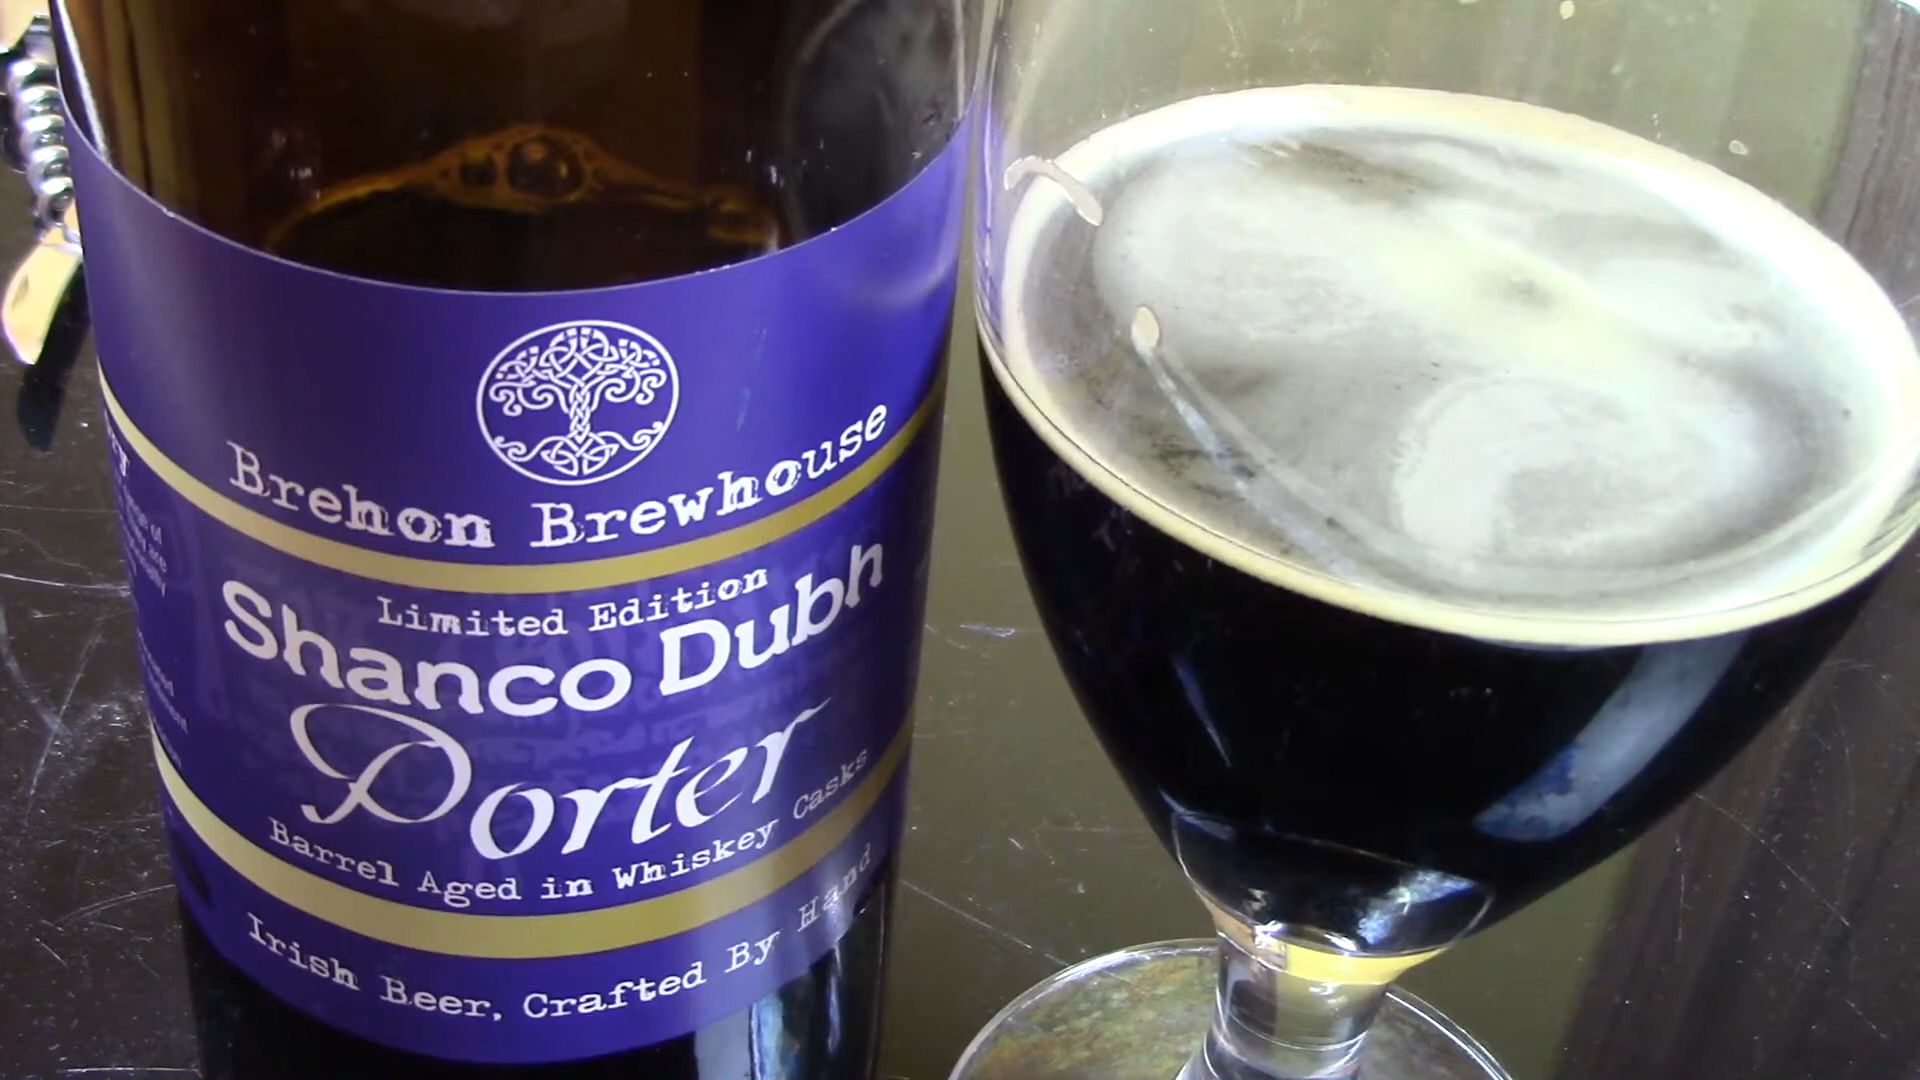 Brehon Brewhouse
Limited Edition
Shanco Dubh
Porter
Barrel Aged in Whiskey Casks
Irish Beer, Crafted By Hand